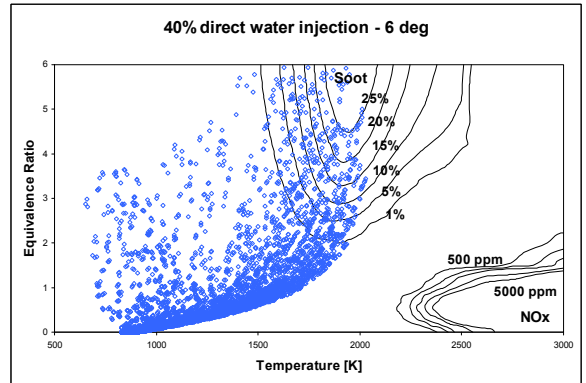 40% direct water injection - 6 deg
6
5
4
3
2
1
0
Equivalence Ratio
Soot
25%
20%
15%
10%
5%
1%
500 ppm
5000 ppm
NOx
500
1000
1500
2000
2500
3000
Temperature [K]